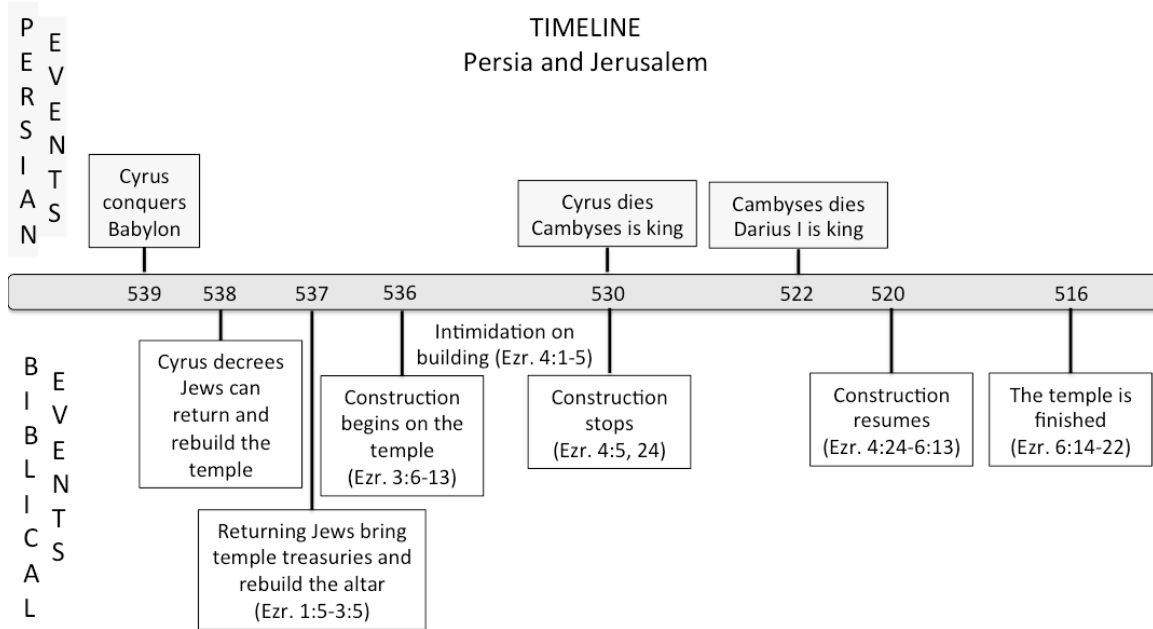 TIMELINE
Persia and Jerusalem
PERSIAN
EVENTS
Cyrus
conquers
Babylon
Cyrus dies
Cambyses is king
Cambyses dies
Darius I is king
539 538 537 536 530 522 520 516
BIBLICAL
EVENTS
Cyrus decrees
Jews can
return and
rebuild the
temple
Returning Jews bring
temple treasuries and
rebuild the altar
(Ezr. 1:5-3:5)
Construction
begins on the
temple
(Ezr. 3:6-13)
Intimidation on
building (Ezr. 4:1-5)
Construction
stops
(Ezr. 4:5, 24)
Construction
resumes
(Ezr. 4:24-6:13)
The temple is
finished
(Ezr. 6:14-22)